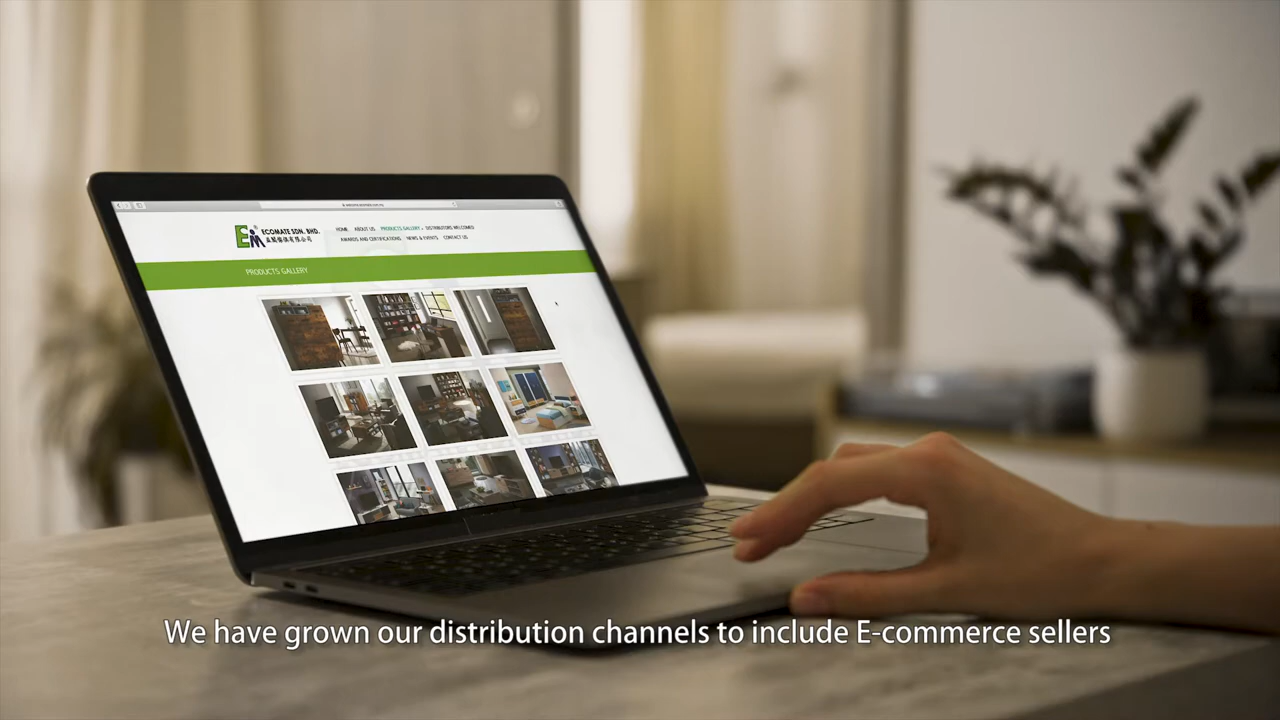 ECOMATE SDN. BHD.
HOME ABOUT US PRODUCTS GALLERY DISTRIBUTORS WELCOMED
AWARDS AND CERTIFICATIONS NEWS & EVENTS CONTACT US
PRODUCTS GALLERY
We have grown our distribution channels to include E-commerce sellers